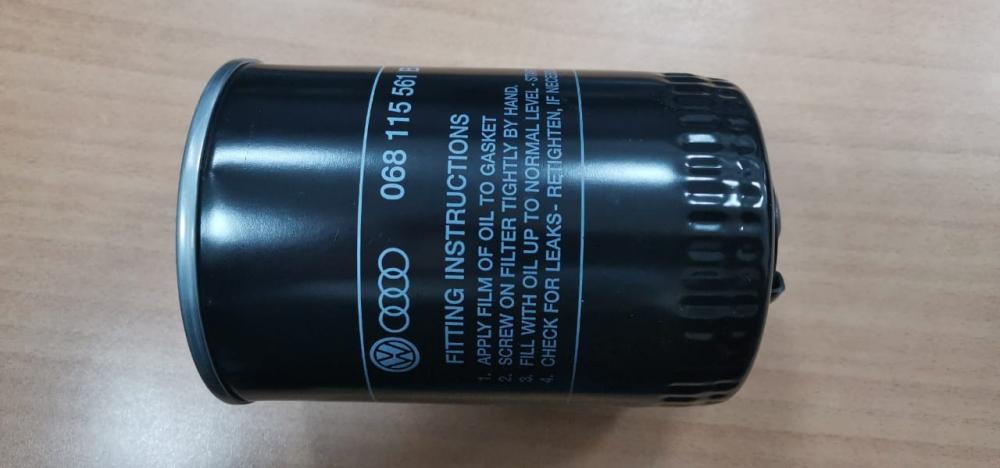 VW 068 115 561 B
FITTING INSTRUCTIONS
1. APPLY FILM OF OIL TO GASKET
2. SCREW ON FILTER TIGHTLY BY HAND.
3. FILL WITH OIL UP TO NORMAL LEVEL -
4. CHECK FOR LEAKS - RETIGHTEN, IF